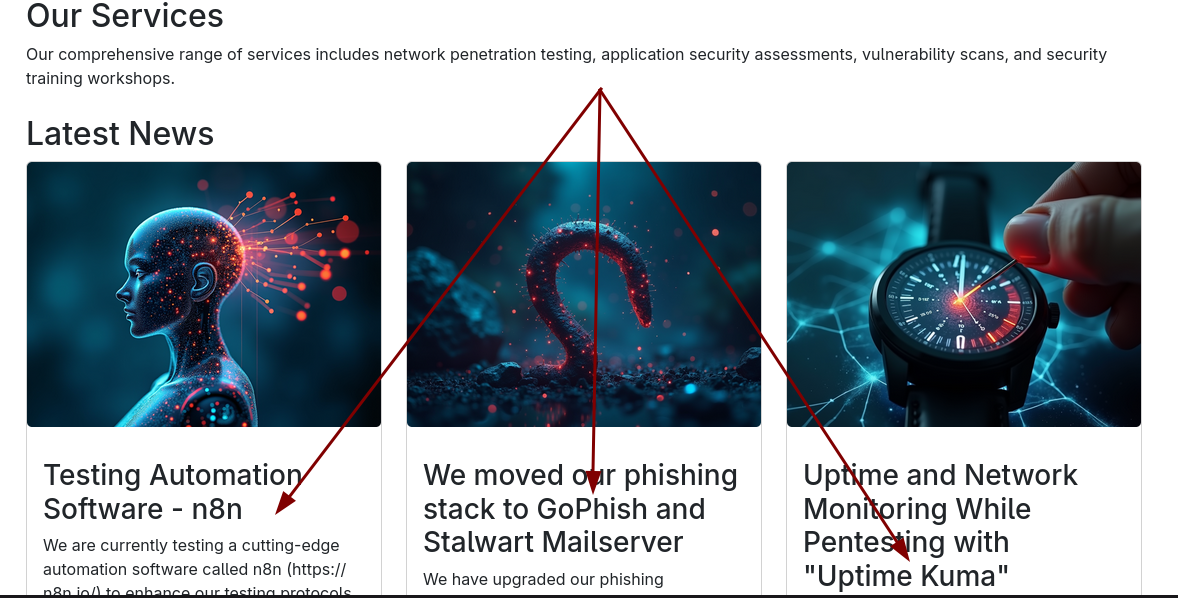 Our Services
Our comprehensive range of services includes network penetration testing, application security assessments, vulnerability scans, and security
training workshops.
Latest News
Testing Automation
Software - n8n
We are currently testing a cutting-edge
automation software called n8n (https://
n8n.io/) to enhance our testing protocols
We moved our phishing
stack to GoPhish and
Stalwart Mailserver
We have upgraded our phishing
Uptime and Network
Monitoring While
Pentesting with
"Uptime Kuma"